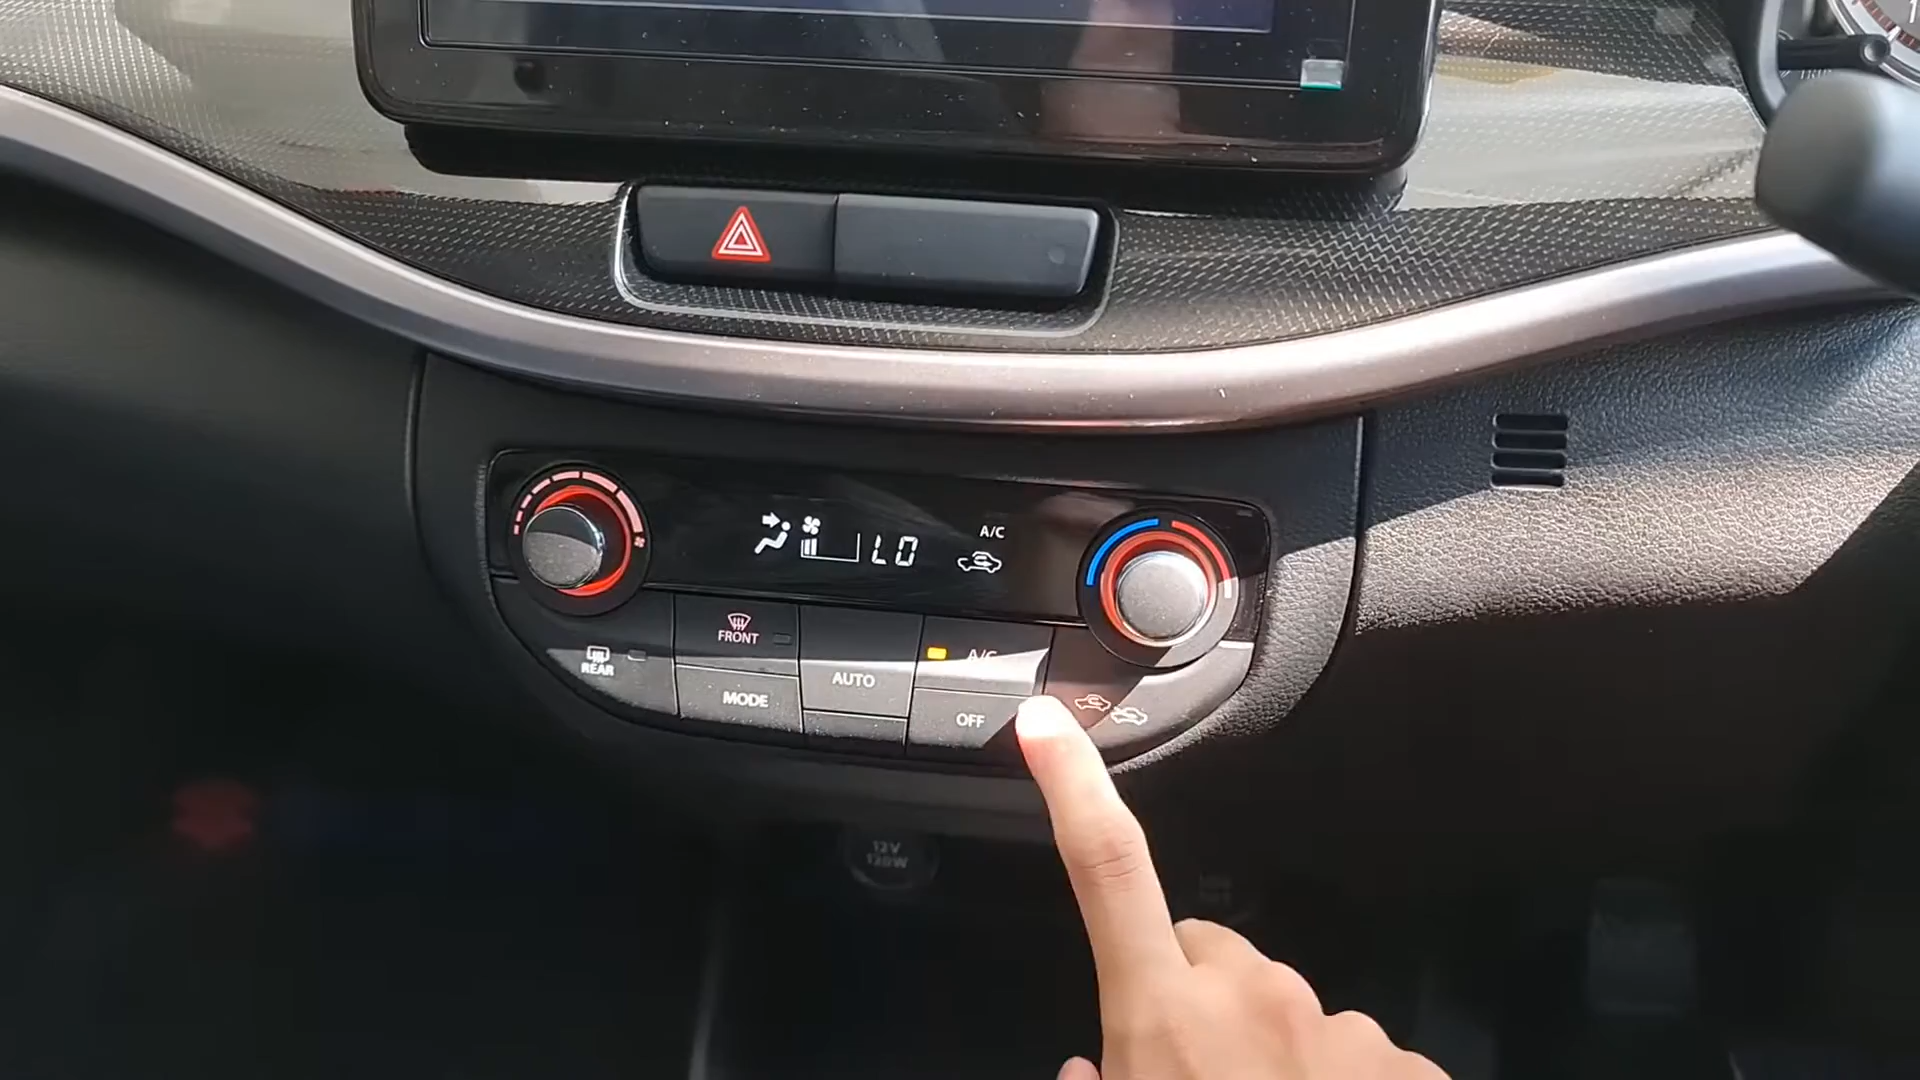 LO
A/C
FRONT
REAR
MODE
AUTO
A/C
OFF
12V
120W